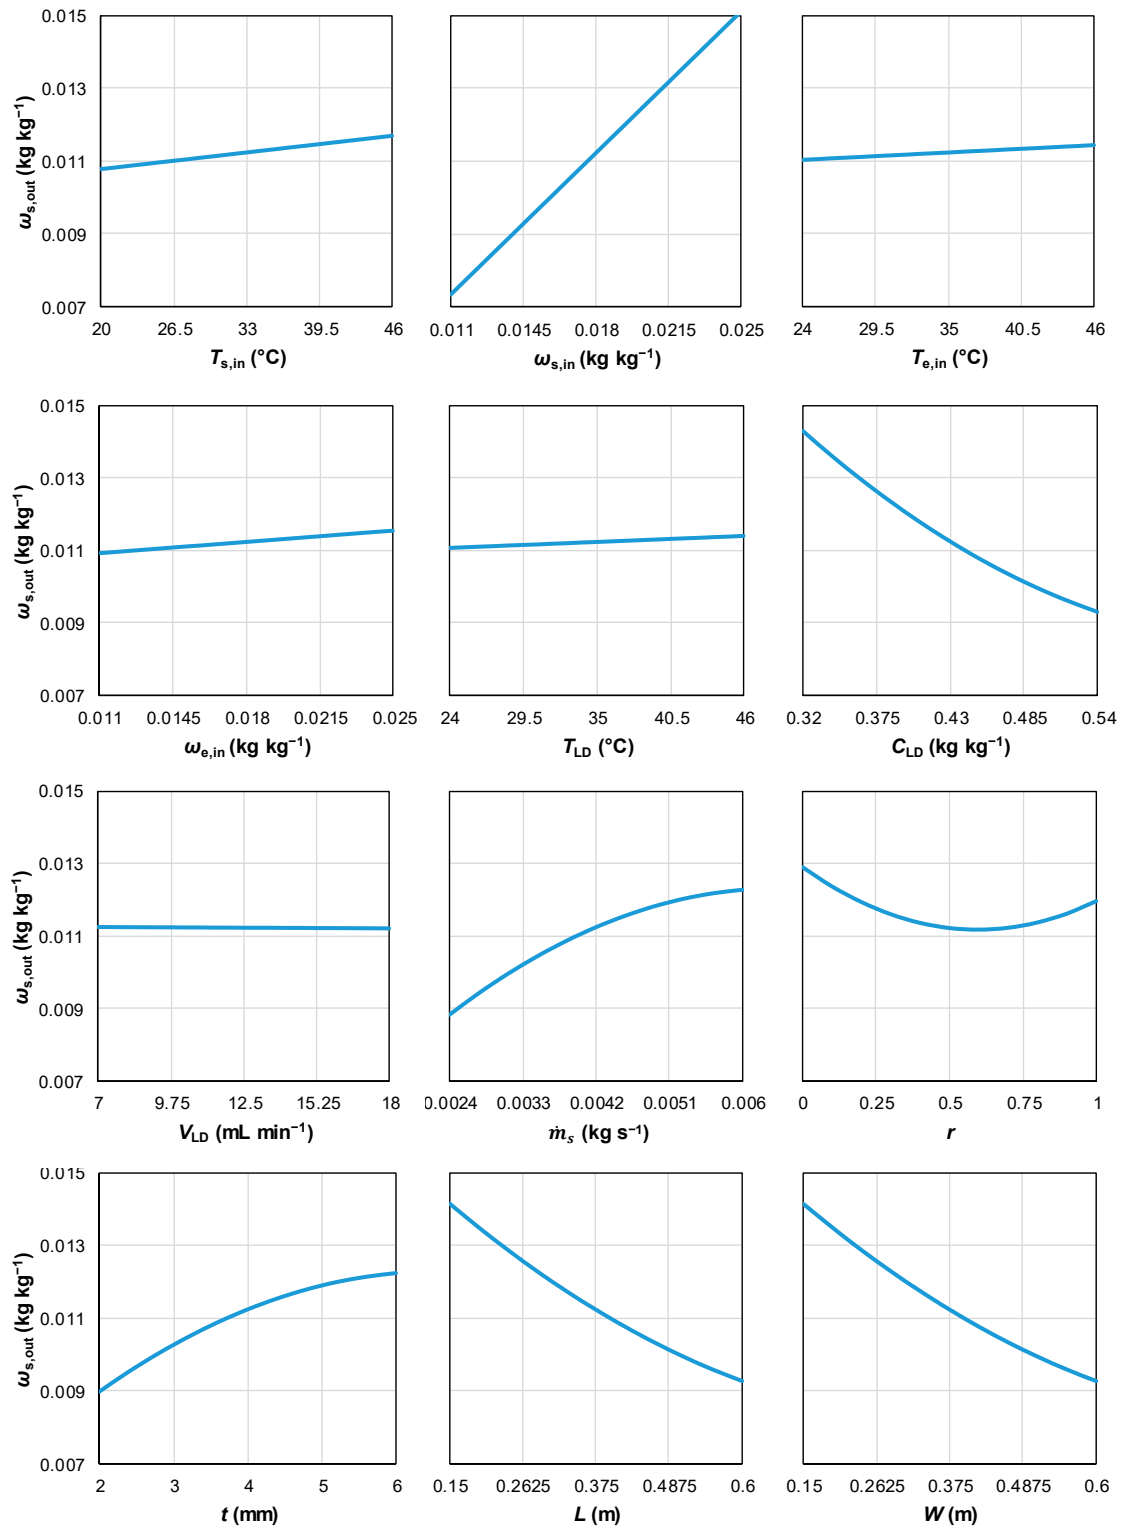 0.015
0.013
0.011
0.009
0.007
ωs,out (kg kg−1)
20 26.5 33 39.5 46
Ts,in (°C)
0.011 0.0145 0.018 0.0215 0.025
ωs,in (kg kg−1)
24 29.5 35 40.5 46
Te,in (°C)
0.015
0.013
0.011
0.009
0.007
ωs,out (kg kg−1)
0.011 0.0145 0.018 0.0215 0.025
ωe,in (kg kg−1)
24 29.5 35 40.5 46
TLD (°C)
0.32 0.375 0.43 0.485 0.54
CLD (kg kg−1)
0.015
0.013
0.011
0.009
0.007
ωs,out (kg kg−1)
7 9.75 12.5 15.25 18
VLD (mL min−1)
0.0024 0.0033 0.0042 0.0051 0.006
ṁs (kg s−1)
0 0.25 0.5 0.75 1
r
0.015
0.013
0.011
0.009
0.007
ωs,out (kg kg−1)
2 3 4 5 6
t (mm)
0.15 0.2625 0.375 0.4875 0.6
L (m)
0.15 0.2625 0.375 0.4875 0.6
W (m)